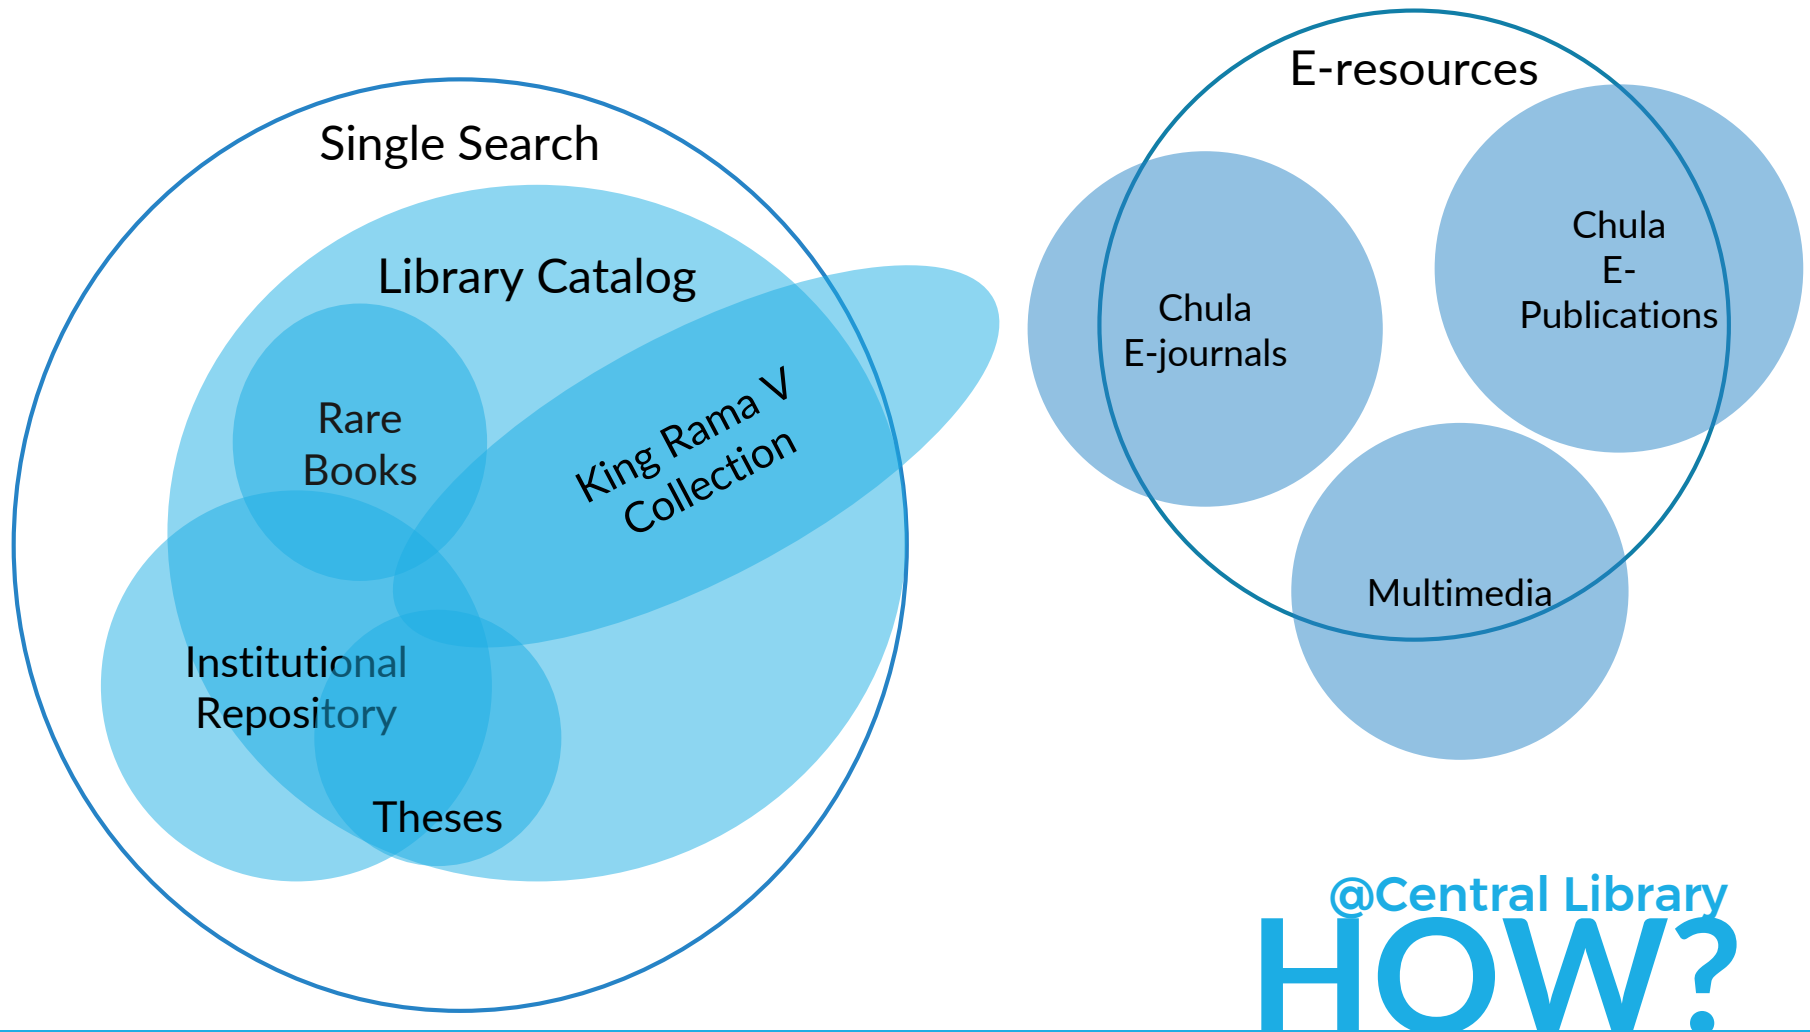 Single Search
Library Catalog
Rare
Books
King Rama V
Collection
Institutional
Repository
Theses
E-resources
Chula
E-journals
Chula
E-
Publications
Multimedia
@Central Library
HOW?